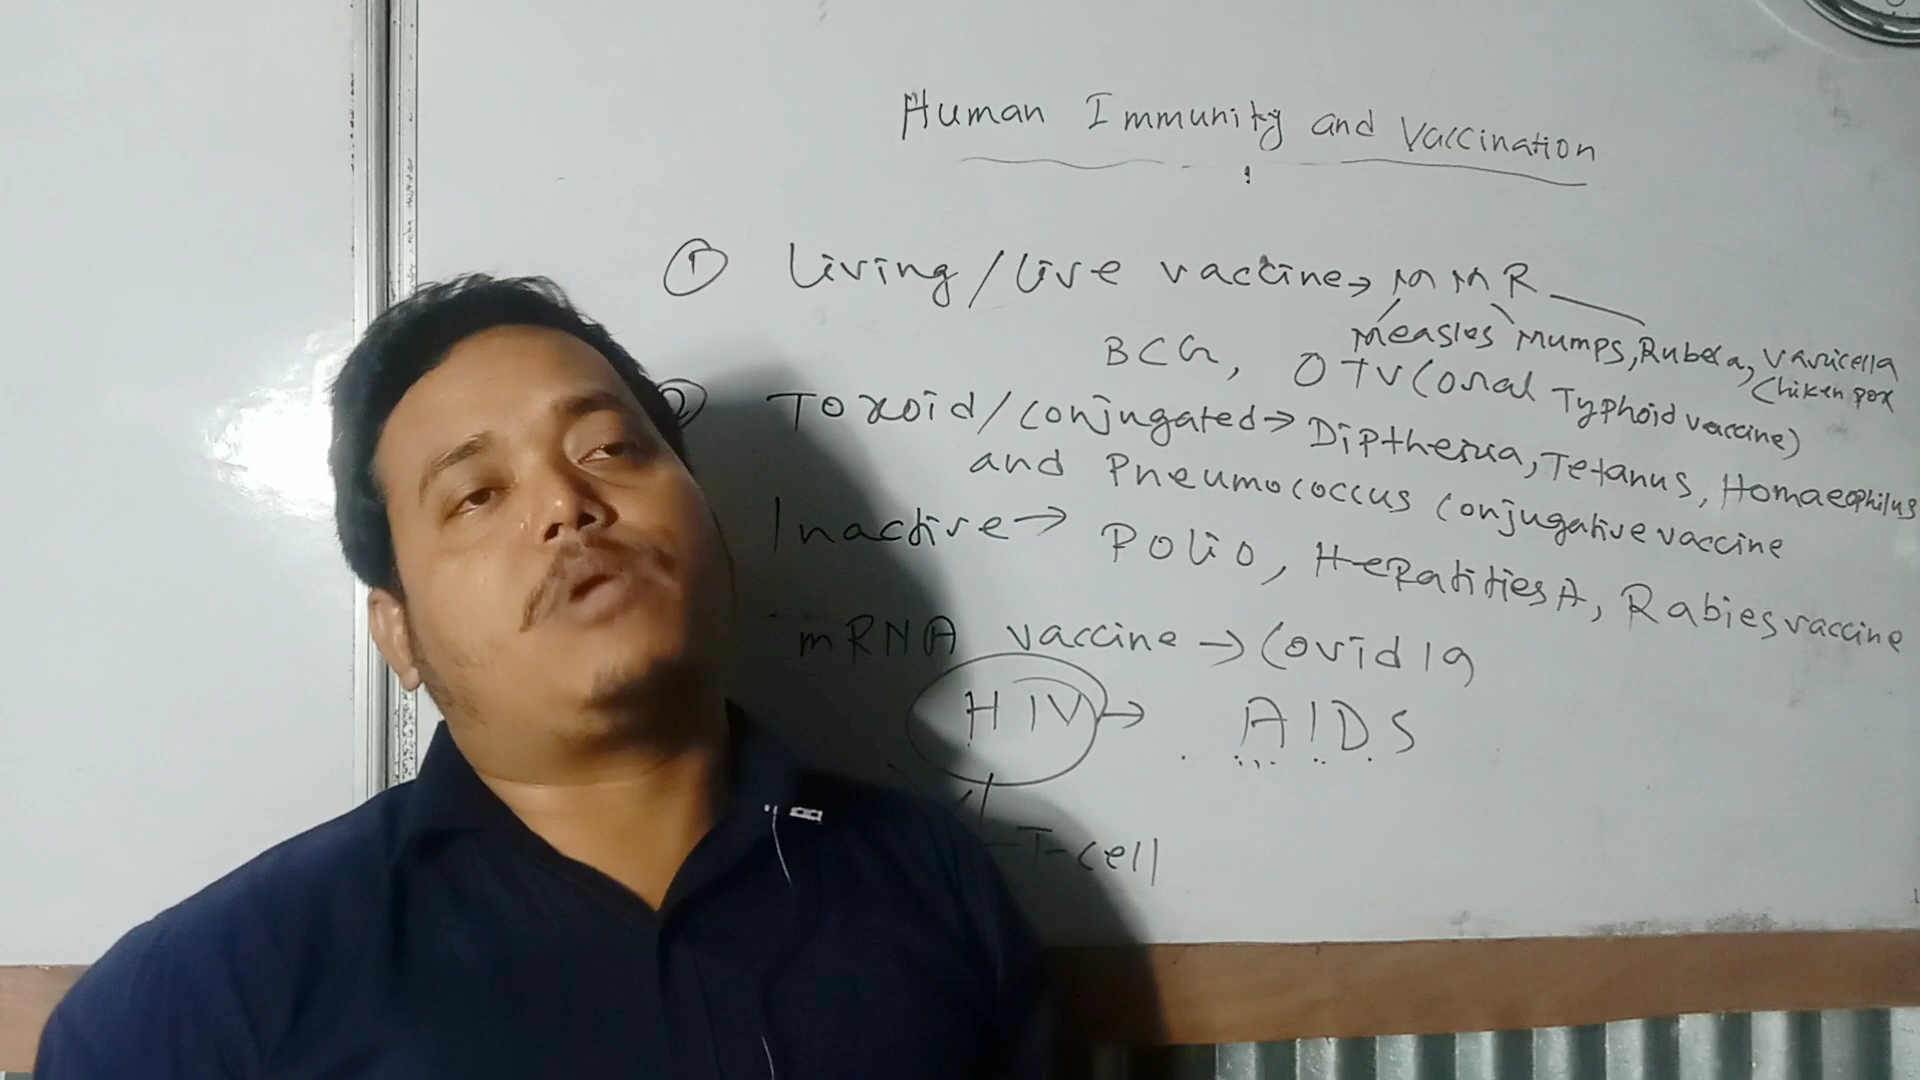 Human Immunity and Vaccination
① Living/Live vaccine → MMR
Measles Mumps, Rubela, Varicella
Chiken pox
BCG, OTV (oral Typhoid vaccine)
② Toxoid/conjugated → Diptheria, Tetanus, Homaeophilus
and Pneumococcus Conjugative vaccine
Inactive → Polio, Hepatities A, Rabies vaccine
mRNA vaccine → Covid 19
HIV → AIDS
T-cell